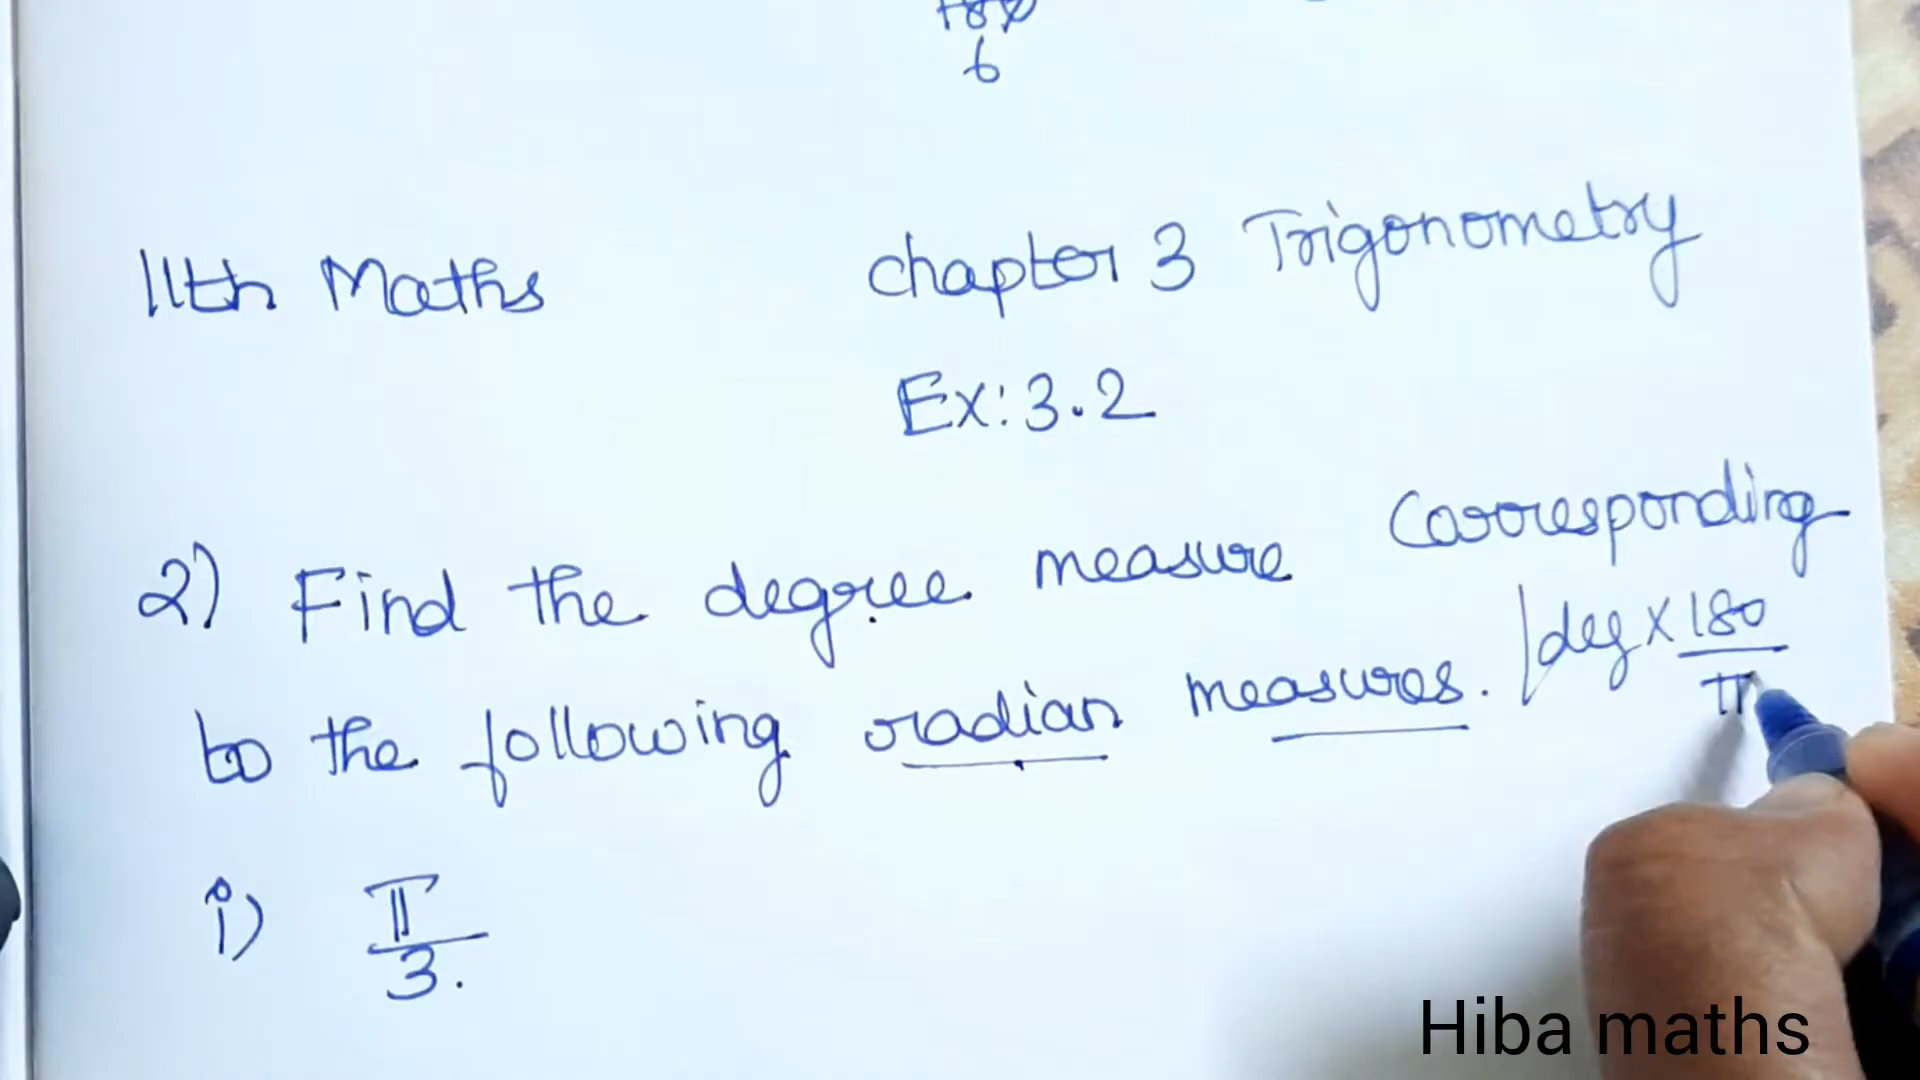 6
11th Maths chapter 3 Trigonometry
Ex: 3.2
2) Find the degree measure Corresponding
to the following radian measures. | deg × 180/π
i) π/3.
Hiba maths